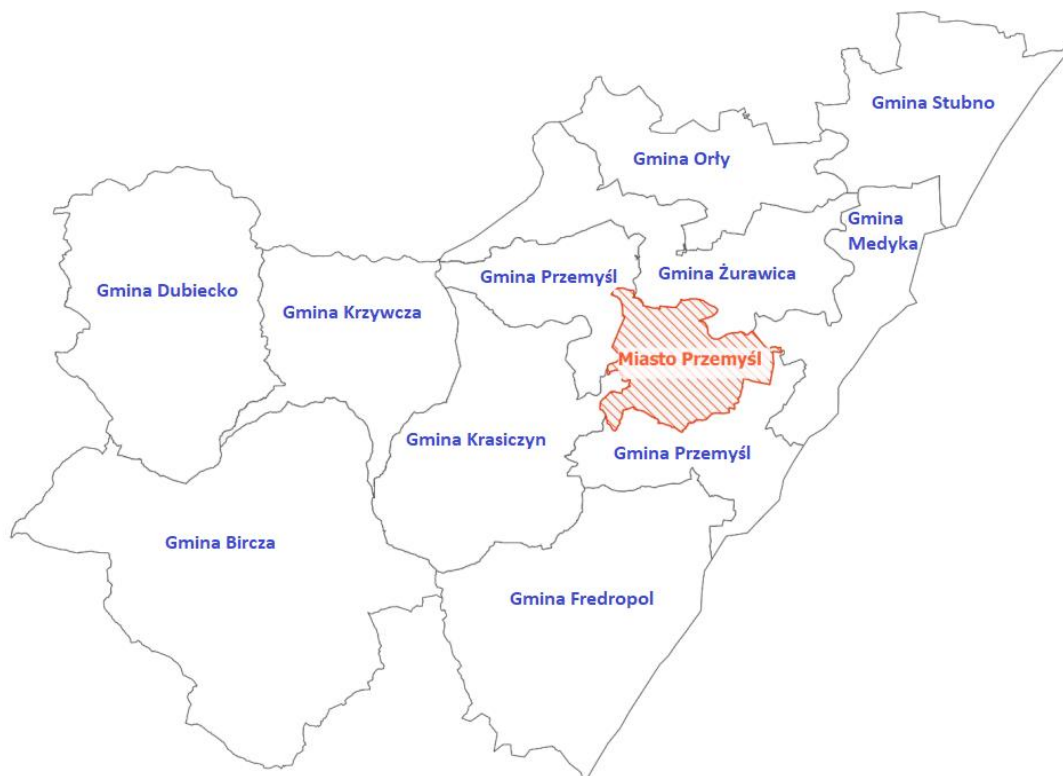 Gmina Stubno
Gmina Orły
Gmina
Medyka
Gmina Przemyśl
Gmina Żurawica
Gmina Dubiecko
Gmina Krzywcza
Miasto Przemyśl
Gmina Krasiczyn
Gmina Przemyśl
Gmina Bircza
Gmina Fredropol